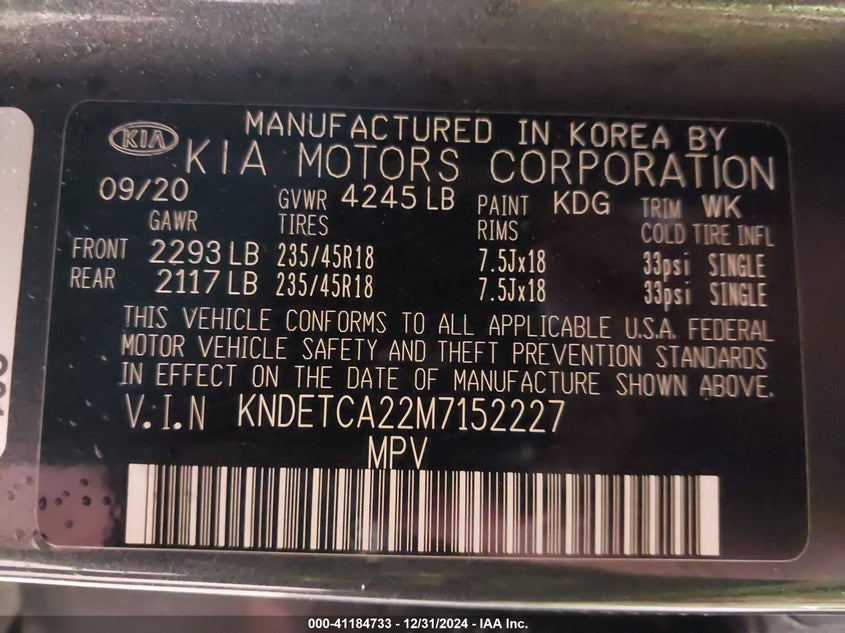 KIA
MANUFACTURED IN KOREA BY
KIA MOTORS CORPORATION
09/20 GVWR 4245 LB PAINT KDG TRIM WK
GAWR TIRES RIMS COLD TIRE INFL
FRONT 2293 LB 235/45R18 7.5Jx18 33psi SINGLE
REAR 2117 LB 235/45R18 7.5Jx18 33psi SINGLE
THIS VEHICLE CONFORMS TO ALL APPLICABLE U.S.A. FEDERAL
MOTOR VEHICLE SAFETY AND THEFT PREVENTION STANDARDS
IN EFFECT ON THE DATE OF MANUFACTURE SHOWN ABOVE.
V.I.N KNDETCA22M7152227
MPV
000-41184733 - 12/31/2024 - IAA Inc.